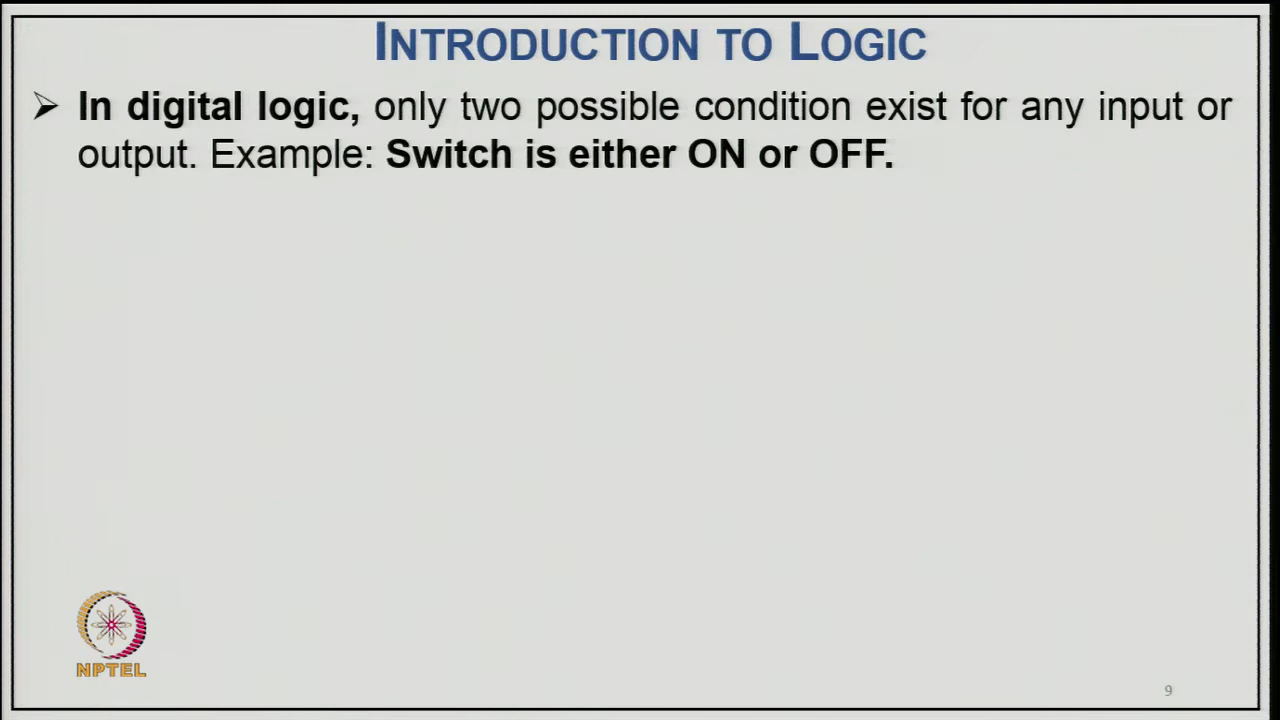 INTRODUCTION TO LOGIC
➢ In digital logic, only two possible condition exist for any input or
output. Example: Switch is either ON or OFF.
NPTEL
9